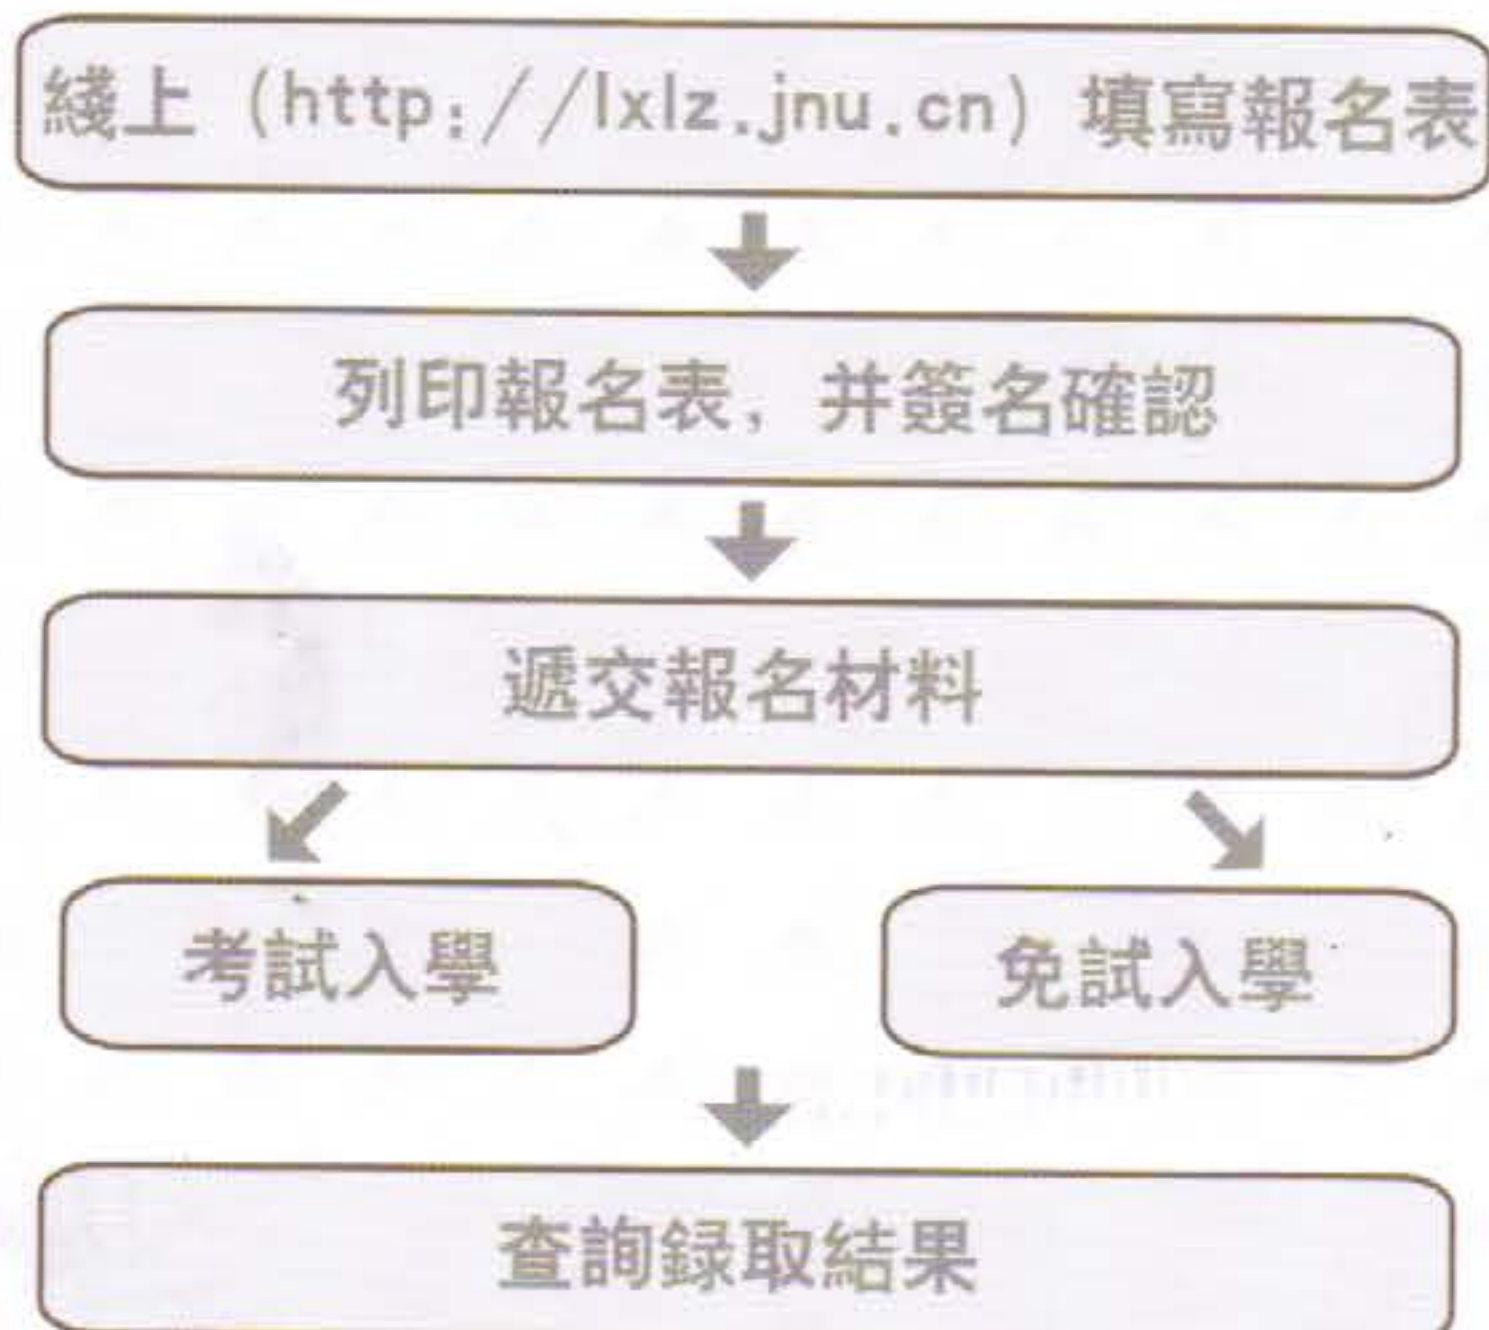 綫上 (http://lxlz.jnu.cn) 填寫報名表
列印報名表，并簽名確認
遞交報名材料
考試入學
免試入學
查詢録取結果